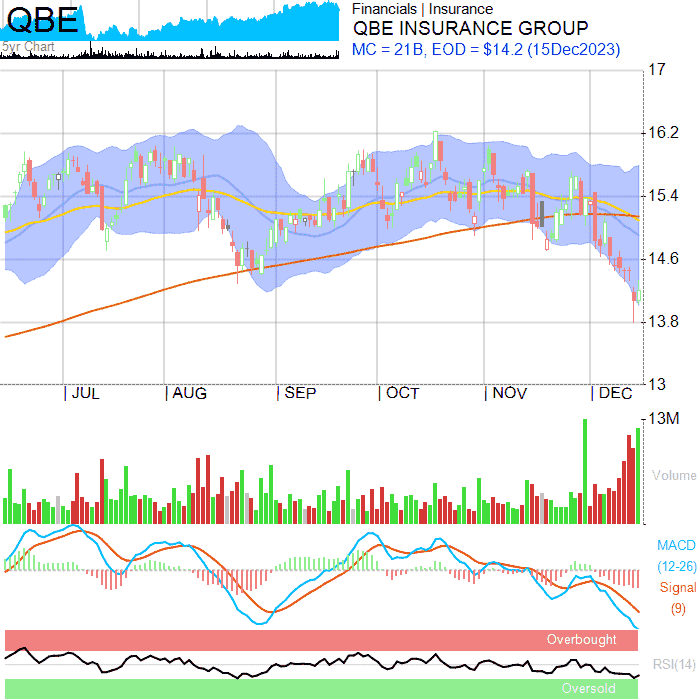 QBE
5yr Chart
Financials | Insurance
QBE INSURANCE GROUP
MC = 21B, EOD = $14.2 (15Dec2023)
17
16.2
15.4
14.6
13.8
13
| JUL | AUG | SEP | OCT | NOV | DEC
13M
Volume
MACD
(12-26)
Signal
(9)
Overbought
RSI(14)
Oversold